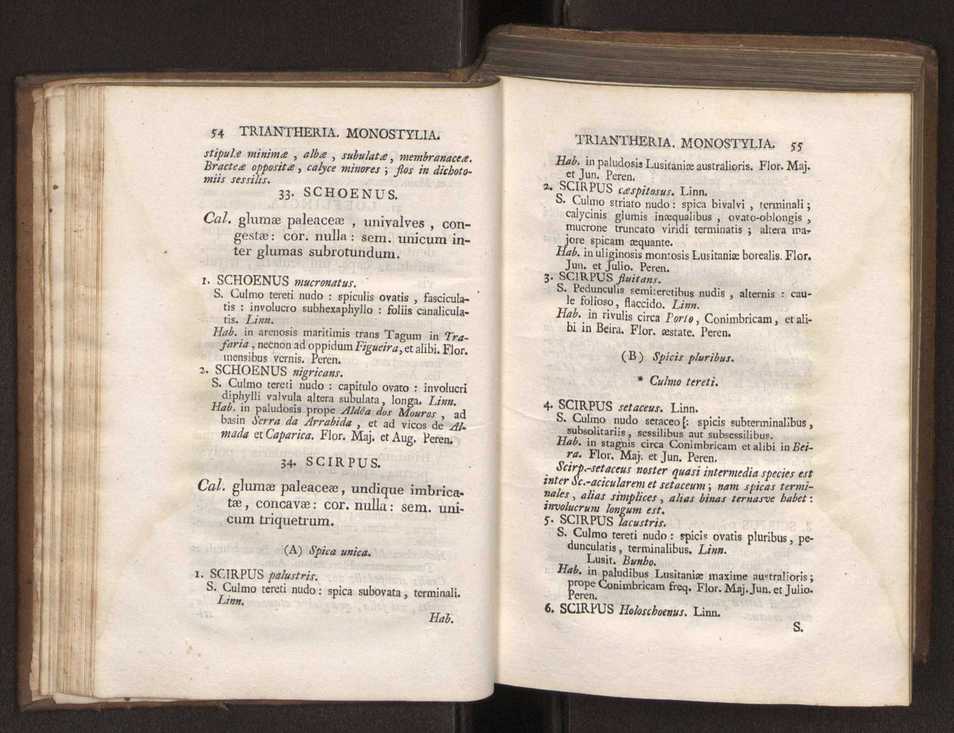 54 TRIANTHERIA. MONOSTYLIA.
stipulæ minimæ , albæ , subulatæ, membranaceæ.
Bracteæ oppositæ , calyce minores ; flos in dichoto-
miis sessilis.
33. SCHOENUS.
Cal. glumæ paleaceæ , univalves , con-
gestæ: cor. nulla: sem. unicum in-
ter glumas subrotundum.
1. SCHOENUS mucronatus.
S. Culmo tereti nudo : spiculis ovatis , fascicula-
tis : involucro subhexaphyllo : foliis canalicula-
tis. Linn.
Hab. in arenosis maritimis trans Tagum in Tra-
faria , necnon ad oppidum Figueira, et alibi. Flor.
mensibus vernis. Peren.
2. SCHOENUS nigricans.
S. Culmo tereti nudo : capitulo ovato : involucri
diphylli valvula altera subulata, longa. Linn.
Hab. in paludosis prope Aldêa dos Mouros , ad
basin Serra da Arrabida , et ad vicos de Al-
mada et Caparica. Flor. Maj. et Aug. Peren.
34. SCIRPUS.
Cal. glumæ paleaceæ, undique imbrica-
tæ , concavæ: cor. nulla: sem. uni-
cum triquetrum.
(A) Spica unica.
1. SCIRPUS palustris.
S. Culmo tereti nudo: spica subovata , terminali.
Linn.
Hab.
TRIANTHERIA. MONOSTYLIA. 55
Hab. in paludosis Lusitaniæ australioris. Flor. Maj.
et Jun. Peren.
2. SCIRPUS cæspitosus. Linn.
S. Culmo striato nudo : spica bivalvi , terminali ;
calycinis glumis inæqualibus , ovato-oblongis ,
mucrone truncato viridi terminatis ; altera ma-
jore spicam æquante.
Hab. in uliginosis montosis Lusitaniæ borealis. Flor.
Jun. et Julio. Peren.
3. SCIRPUS fluitans.
S. Pedunculis semiteretibus nudis , alternis : cau-
le folioso , flaccido. Linn.
Hab. in rivulis circa Porto, Conimbricam , et ali-
bi in Beira. Flor. æstate. Peren.
(B) Spicis pluribus.
* Culmo tereti.
4. SCIRPUS setaceus. Linn.
S. Culmo nudo setaceo : spicis subterminalibus ,
subsolitariis , sessilibus aut subsessilibus.
Hab. in stagnis circa Conimbricam et alibi in Bei-
ra. Flor. Maj. et Jun. Peren.
Scirp.-setaceus noster quasi intermedia species est
inter Sc.-acicularem et setaceum ; nam spicas termi-
nales , alias simplices , alias binas ternasve habet :
involucrum longum est.
5. SCIRPUS lacustris.
S. Culmo tereti nudo : spicis ovatis pluribus, pe-
dunculatis , terminalibus. Linn.
Lusit. Bunho.
Hab. in paludibus Lusitaniæ maxime australioris ;
prope Conimbricam freq. Flor. Maj. Jun. et Julio.
Peren.
6. SCIRPUS Holoschoenus. Linn.
S.